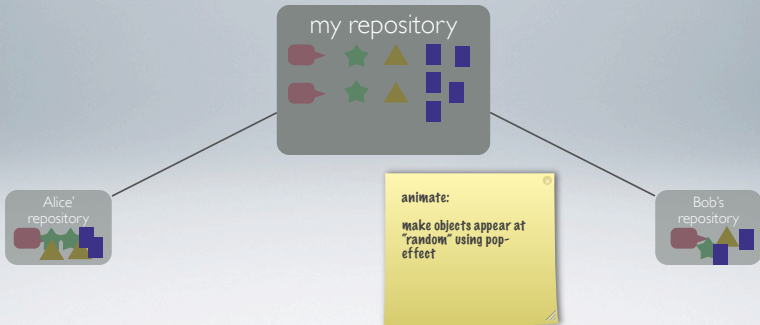 my repository
Alice'
repository
animate:
make objects appear at
"random" using pop-
effect
Bob's
repository